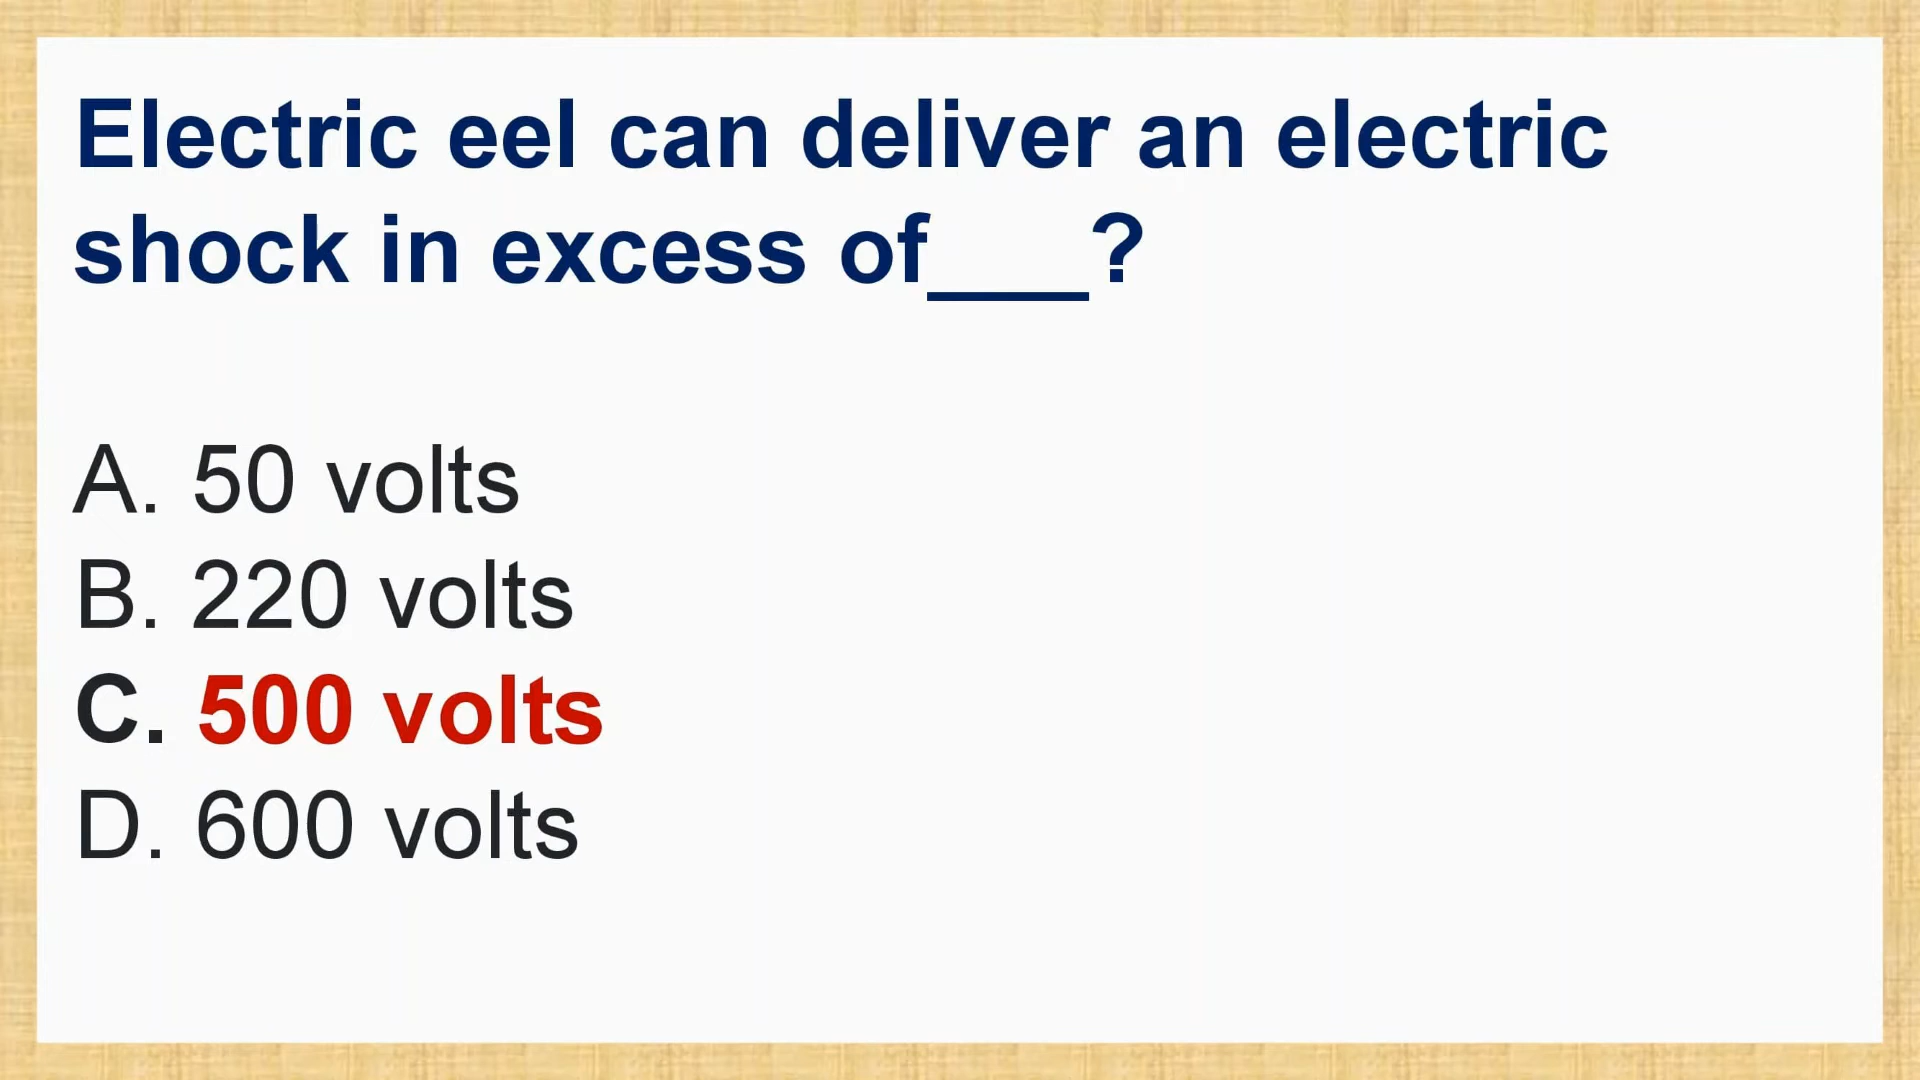 Electric eel can deliver an electric
shock in excess of___?
A. 50 volts
B. 220 volts
C. 500 volts
D. 600 volts